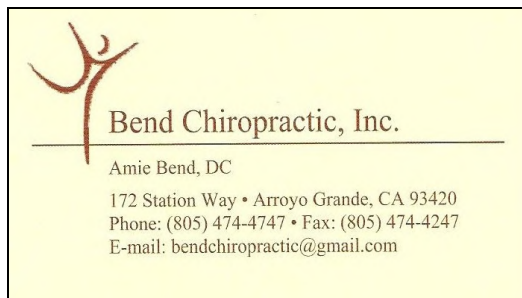 Bend Chiropractic, Inc.
Amie Bend, DC
172 Station Way • Arroyo Grande, CA 93420
Phone: (805) 474-4747 • Fax: (805) 474-4247
E-mail: bendchiropractic@gmail.com